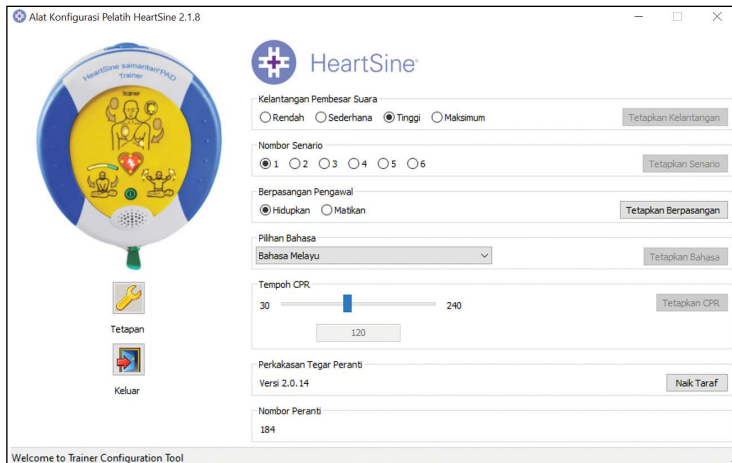 Alat Konfigurasi Pelatih HeartSine 2.1.8
HeartSine samaritan PAD
Trainer
Trainer
HeartSine
Kelantangan Pembesar Suara
Rendah Sederhana Tinggi Maksimum Tetapkan Kelantangan
Nombor Senario
1 2 3 4 5 6 Tetapkan Senario
Berpasangan Pengawal
Hidupkan Matikan Tetapkan Berpasangan
Pilihan Bahasa
Bahasa Melayu Tetapkan Bahasa
Tempoh CPR
30 240 Tetapkan CPR
120
Tetapan
Perkakasan Tegar Peranti
Versi 2.0.14 Naik Taraf
Keluar
Nombor Peranti
184
Welcome to Trainer Configuration Tool